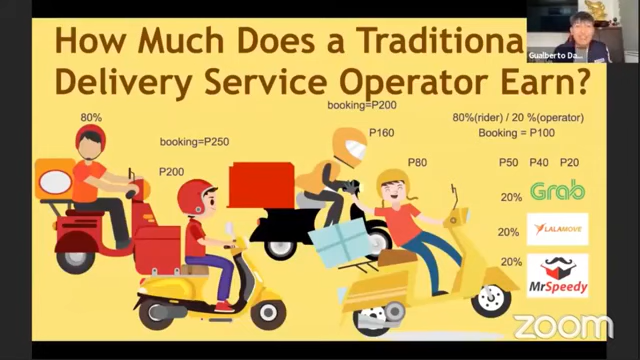 How Much Does a Traditiona
Delivery Service Operator Earn?
Gualberto Da...
booking=P200
80%
80%(rider) / 20 %(operator)
Booking = P100
booking=P250
P160
P200
P80
P50 P40 P20
20% Grab
20% LALAMOVE
20% MrSpeedy
zoom